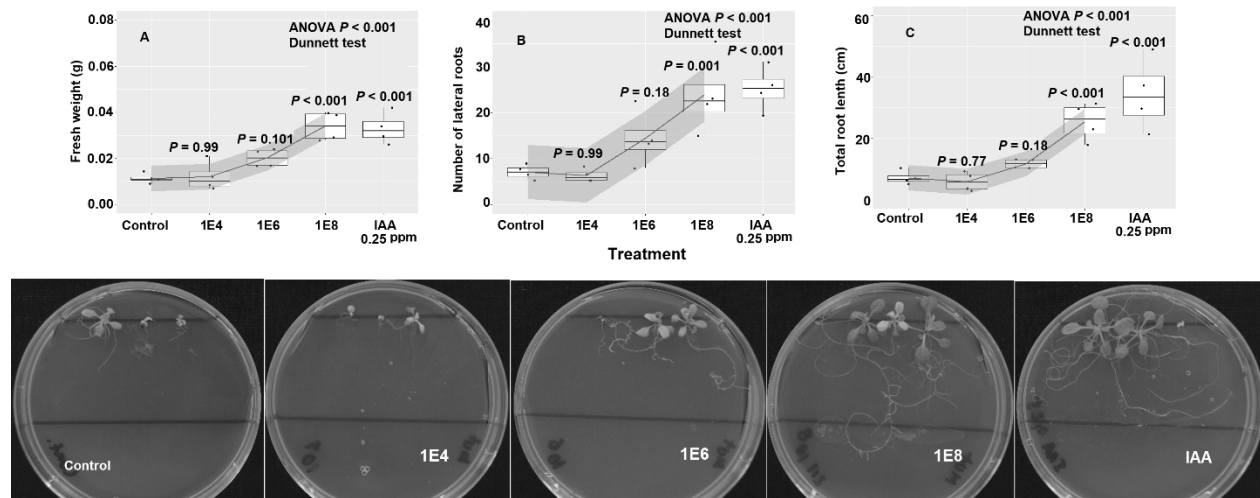 0.08
0.06
0.04
0.02
0.00
Fresh weight (g)
A
ANOVA P < 0.001
Dunnett test
P = 0.99
P = 0.101
P < 0.001
P < 0.001
Control
1E4
1E6
1E8
IAA
0.25 ppm
40
30
20
10
0
Number of lateral roots
B
ANOVA P < 0.001
Dunnett test
P = 0.99
P = 0.18
P = 0.001
P < 0.001
Control
1E4
1E6
1E8
IAA
0.25 ppm
Treatment
60
40
20
0
Total root lenth (cm)
C
ANOVA P < 0.001
Dunnett test
P = 0.77
P = 0.18
P < 0.001
P < 0.001
Control
1E4
1E6
1E8
IAA
0.25 ppm
Control
1E4
1E6
1E8
IAA